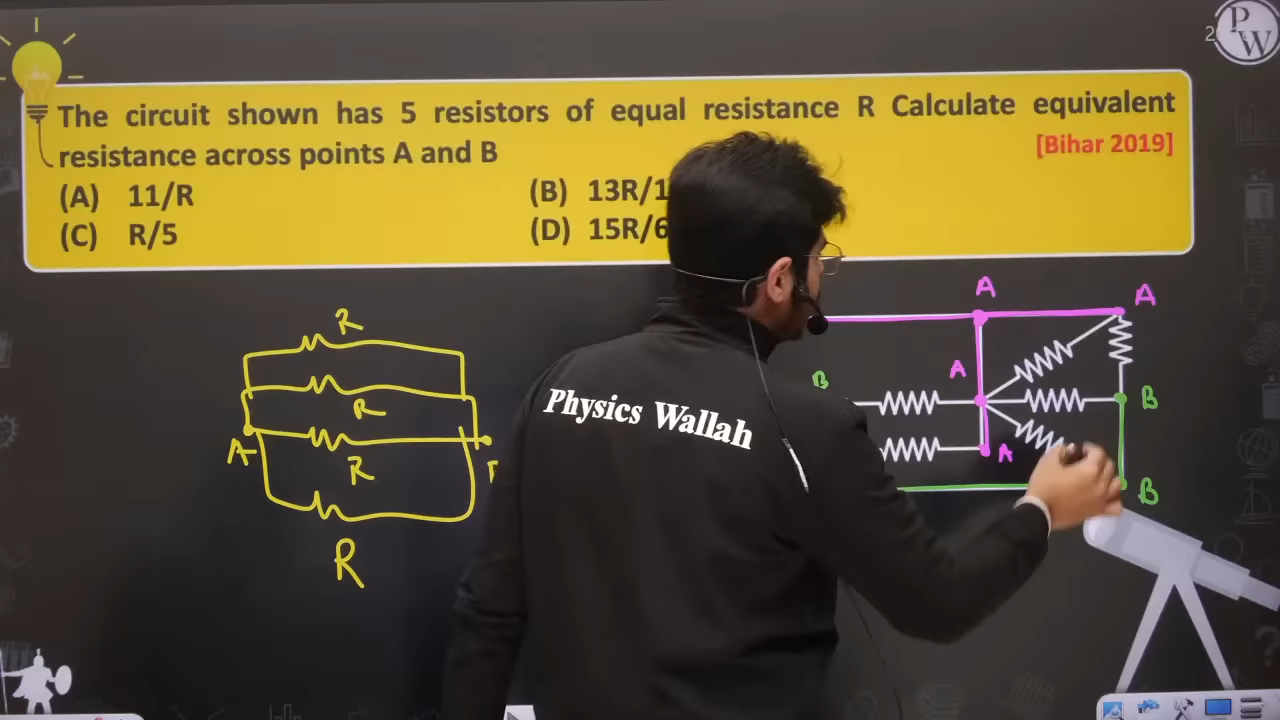 The circuit shown has 5 resistors of equal resistance R Calculate equivalent
resistance across points A and B
[Bihar 2019]
(A) 11/R
(B) 13R/1
(C) R/5
(D) 15R/6
P
W
2
R
R
R
R
A
A
A
A
A
B
B
B
Physics Wallah